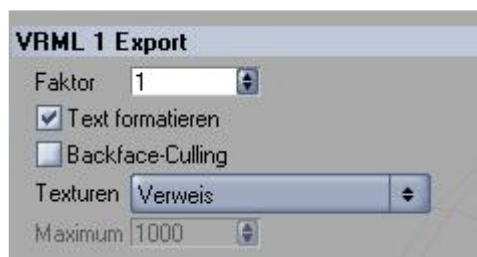 VRML 1 Export
Faktor 1
Text formatieren
Backface-Culling
Texturen Verweis
Maximum 1000